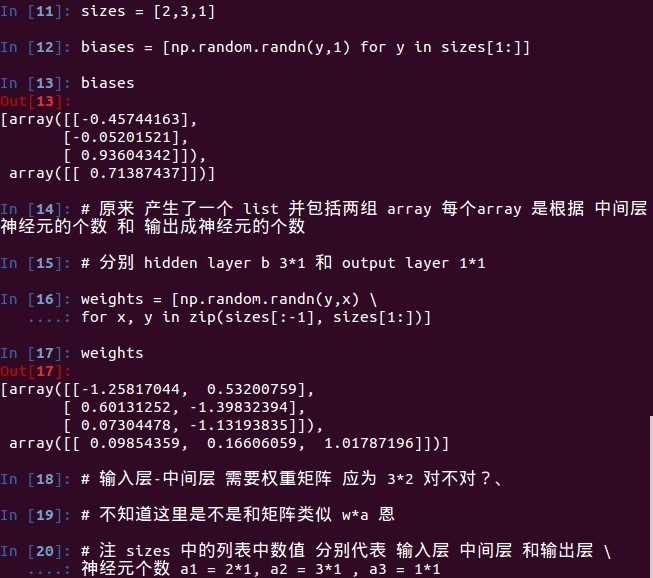 In [11]: sizes = [2,3,1]
In [12]: biases = [np.random.randn(y,1) for y in sizes[1:]]
In [13]: biases
Out[13]:
[array([[-0.45744163],
[-0.05201521],
[ 0.93604342]]),
array([[ 0.71387437]])]
In [14]: # 原来 产生了一个 list 并包括两组 array 每个array 是根据 中间层
神经元的个数 和 输出成神经元的个数
In [15]: # 分别 hidden layer b 3*1 和 output layer 1*1
In [16]: weights = [np.random.randn(y,x) \
....: for x, y in zip(sizes[:-1], sizes[1:])]
In [17]: weights
Out[17]:
[array([[-1.25817044, 0.53200759],
[ 0.60131252, -1.39832394],
[ 0.07304478, -1.13193835]]),
array([[ 0.09854359, 0.16606059, 1.01787196]])]
In [18]: # 输入层-中间层 需要权重矩阵 应为 3*2 对不对？、
In [19]: # 不知道这里是不是和矩阵类似 w*a 恩
In [20]: # 注 sizes 中的列表中数值 分别代表 输入层 中间层 和输出层 \
....: 神经元个数 a1 = 2*1, a2 = 3*1 , a3 = 1*1